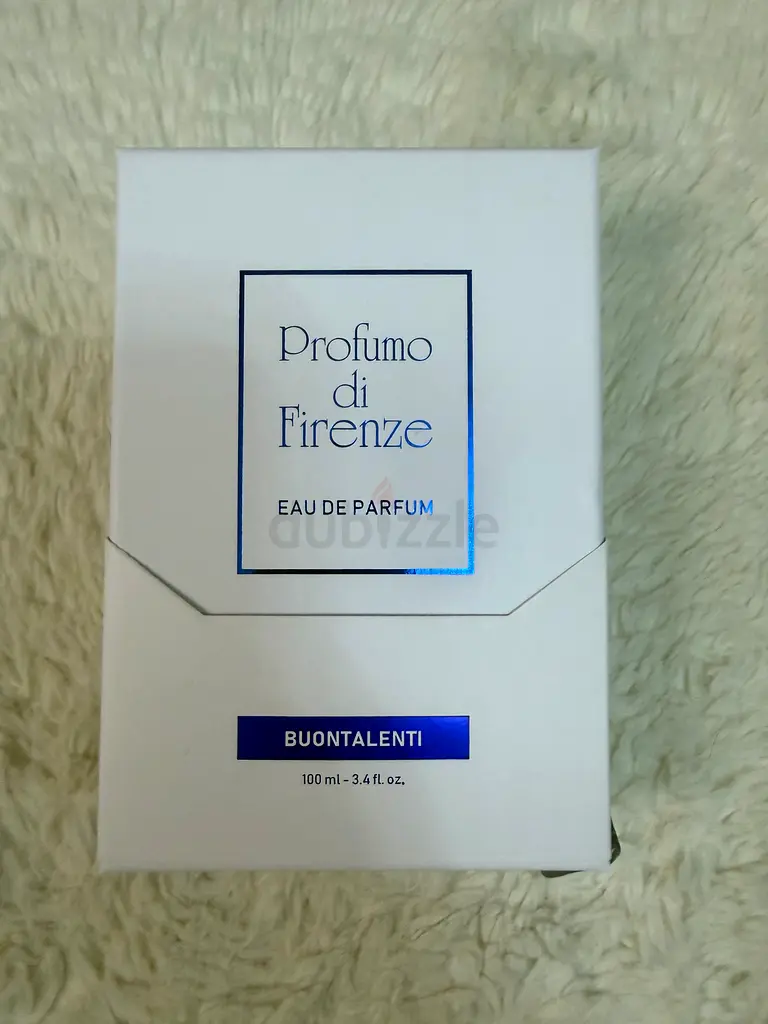 Profumo
di
Firenze
EAU DE PARFUM
dubizzle
BUONTALENTI
100 ml - 3.4 fl. oz.